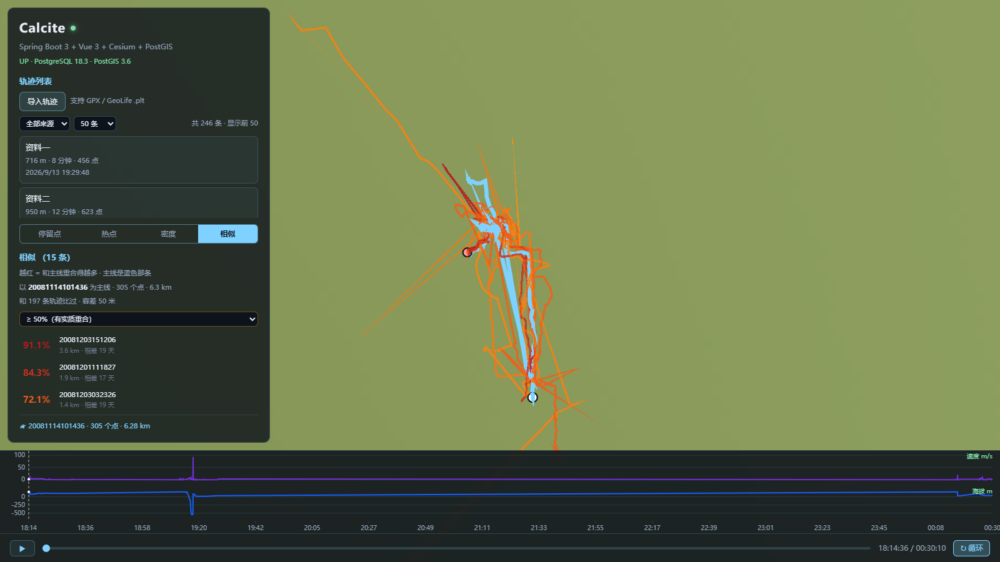 Calcite
Spring Boot 3 + Vue 3 + Cesium + PostGIS
UP · PostgreSQL 18.3 · PostGIS 3.6
轨迹列表
导入轨迹 支持 GPX / GeoLife .plt
全部来源 50 条 共 246 条 · 显示前 50
资料一
716 m · 8 分钟 · 456 点
2026/9/13 19:29:48
资料二
950 m · 12 分钟 · 623 点
停留点 热点 密度 相似
相似 (15 条)
越红 = 和主线重合得越多 · 主线是蓝色那条
以 20081114101436 为主线 · 305 个点 · 6.3 km
和 197 条轨迹比过 · 容差 50 米
≥ 50% (有实质重合)
91.1% 20081203151206
3.6 km · 相差 19 天
84.3% 20081201111827
1.9 km · 相差 17 天
72.1% 20081203032326
1.4 km · 相差 19 天
20081114101436 · 305 个点 · 6.28 km
速度 m/s
100
50
0
海拔 m
0
-250
-500
18:14 18:36 18:58 19:20 19:42 20:05 20:27 20:49 21:11 21:33 21:55 22:17 22:39 23:01 23:23 23:45 00:08 00:30
18:14:36 / 00:30:10 ↻ 循环